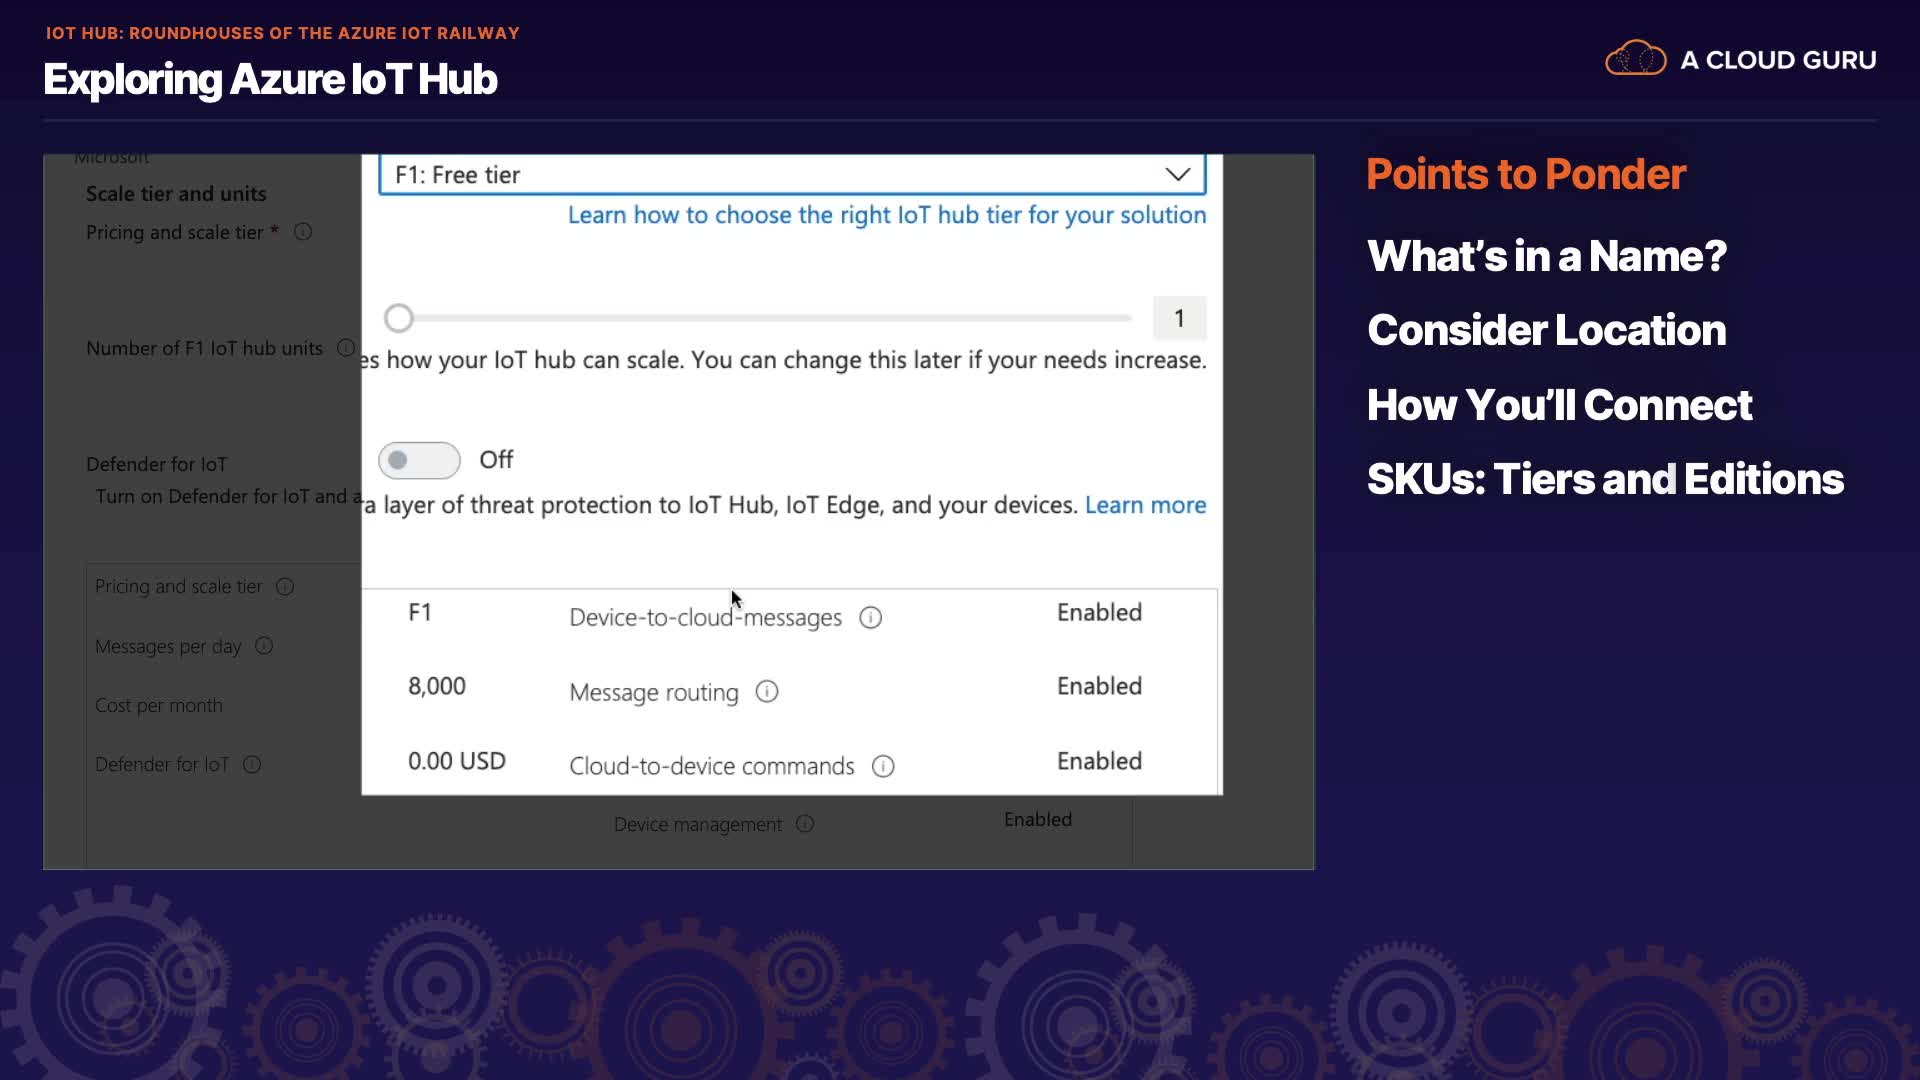 IOT HUB: ROUNDHOUSES OF THE AZURE IOT RAILWAY
Exploring Azure IoT Hub
A CLOUD GURU
Microsoft
Scale tier and units
Pricing and scale tier *
F1: Free tier
Learn how to choose the right IoT hub tier for your solution
Number of F1 IoT hub units
1
es how your IoT hub can scale. You can change this later if your needs increase.
Defender for IoT
Off
Turn on Defender for IoT and a
a layer of threat protection to IoT Hub, IoT Edge, and your devices. Learn more
Pricing and scale tier
F1
Device-to-cloud-messages
Enabled
Messages per day
8,000
Message routing
Enabled
Cost per month
0.00 USD
Cloud-to-device commands
Enabled
Defender for IoT
Device management
Enabled
Points to Ponder
What's in a Name?
Consider Location
How You'll Connect
SKUs: Tiers and Editions